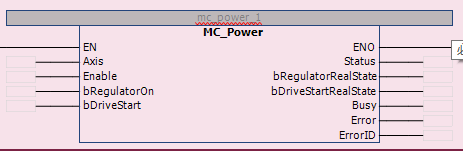 mc_power_1
MC_Power
EN ENO
Axis Status
Enable bRegulatorRealState
bRegulatorOn bDriveStartRealState
bDriveStart Busy
Error
ErrorID